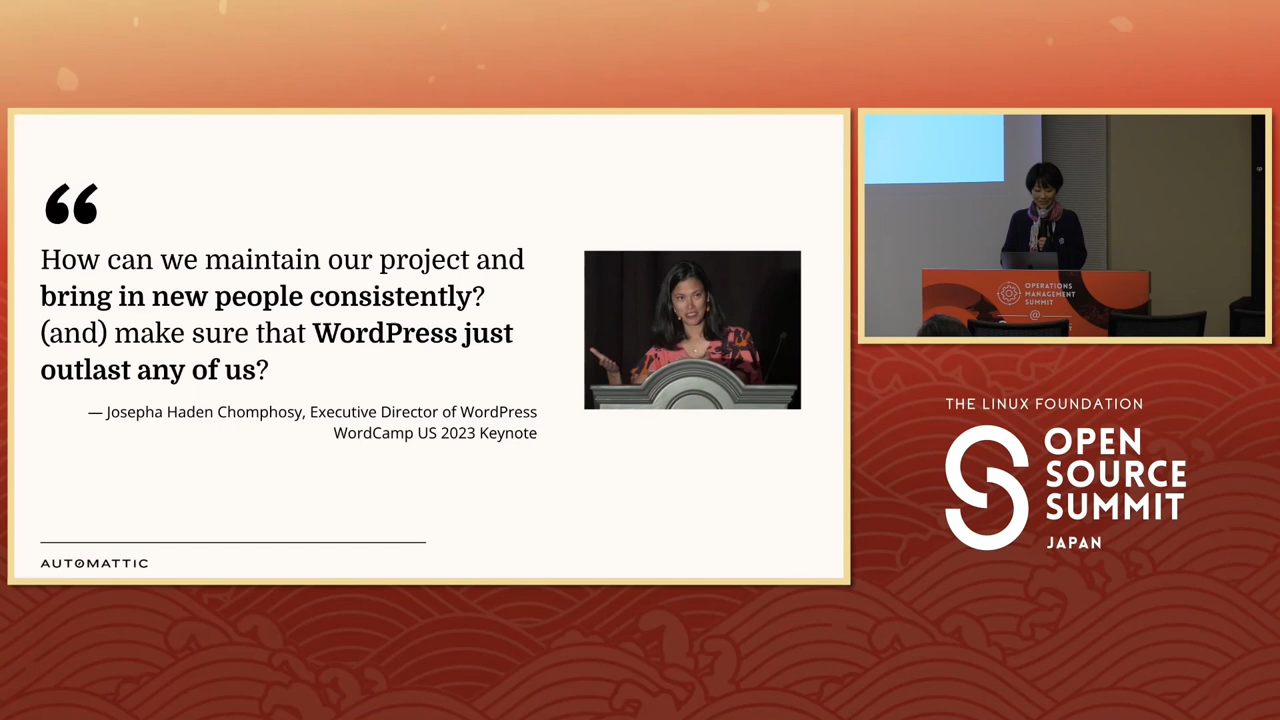 “
How can we maintain our project and
bring in new people consistently?
(and) make sure that WordPress just
outlast any of us?
— Josepha Haden Chomphosy, Executive Director of WordPress
WordCamp US 2023 Keynote
AUTOMATTIC
OPERATIONS
MANAGEMENT
SUMMIT
@
THE LINUX FOUNDATION
OPEN
SOURCE
SUMMIT
JAPAN